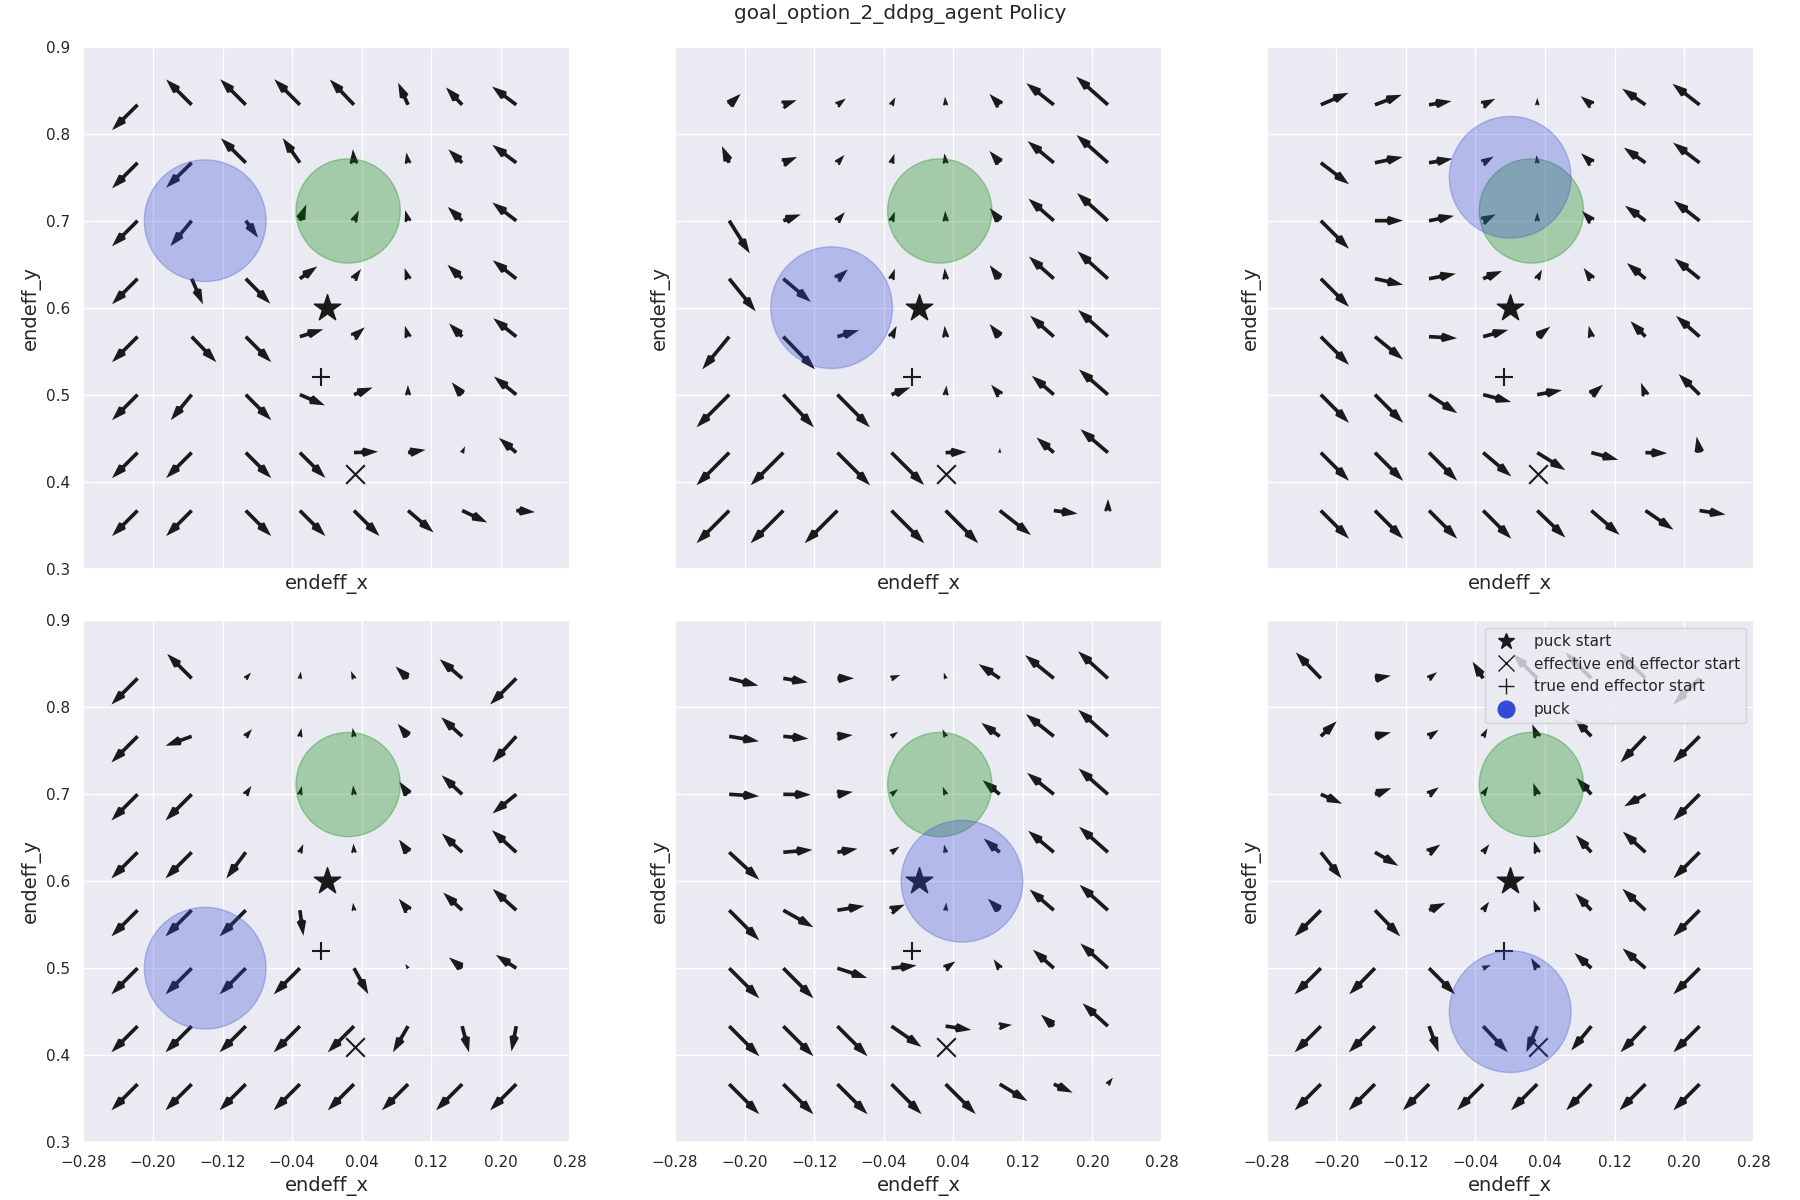 goal_option_2_ddpg_agent Policy
0.9
0.8
0.7
0.6
0.5
0.4
0.3
endeff_y
endeff_x
endeff_y
endeff_x
endeff_y
endeff_x
0.9
0.8
0.7
0.6
0.5
0.4
0.3
endeff_y
−0.28 −0.20 −0.12 −0.04 0.04 0.12 0.20 0.28
endeff_x
endeff_y
−0.28 −0.20 −0.12 −0.04 0.04 0.12 0.20 0.28
endeff_x
puck start
effective end effector start
true end effector start
puck
endeff_y
−0.28 −0.20 −0.12 −0.04 0.04 0.12 0.20 0.28
endeff_x